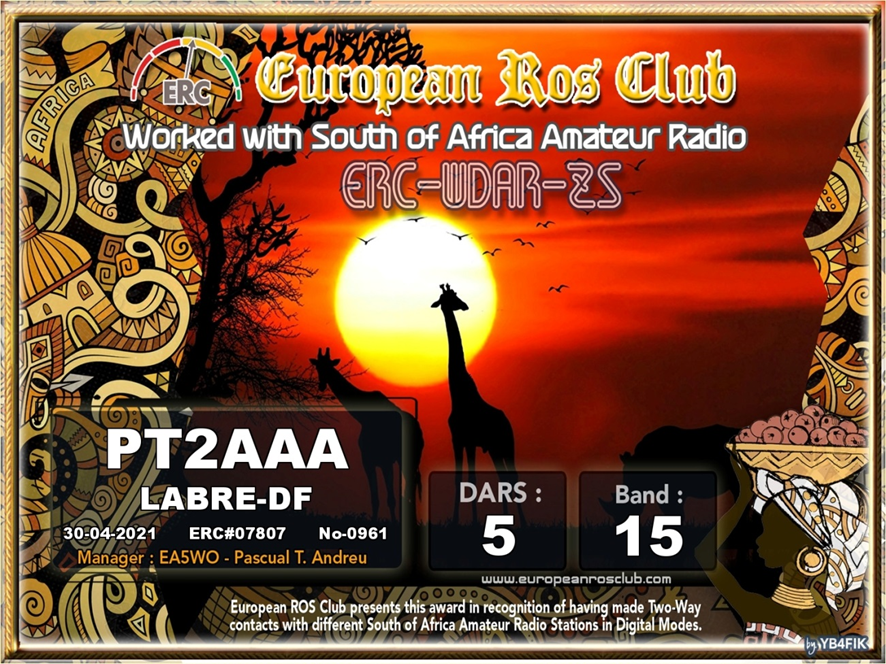 AFRICA
ERC
European Ros Club
Worked with South of Africa Amateur Radio
ERC-WDAR-ZS
PT2AAA
LABRE-DF
30-04-2021 ERC#07807 No-0961
Manager : EA5WO - Pascual T. Andreu
DARS :
5
Band :
15
www.europeanrosclub.com
European ROS Club presents this award in recognition of having made Two-Way
contacts with different South of Africa Amateur Radio Stations in Digital Modes.
by YB4FIK